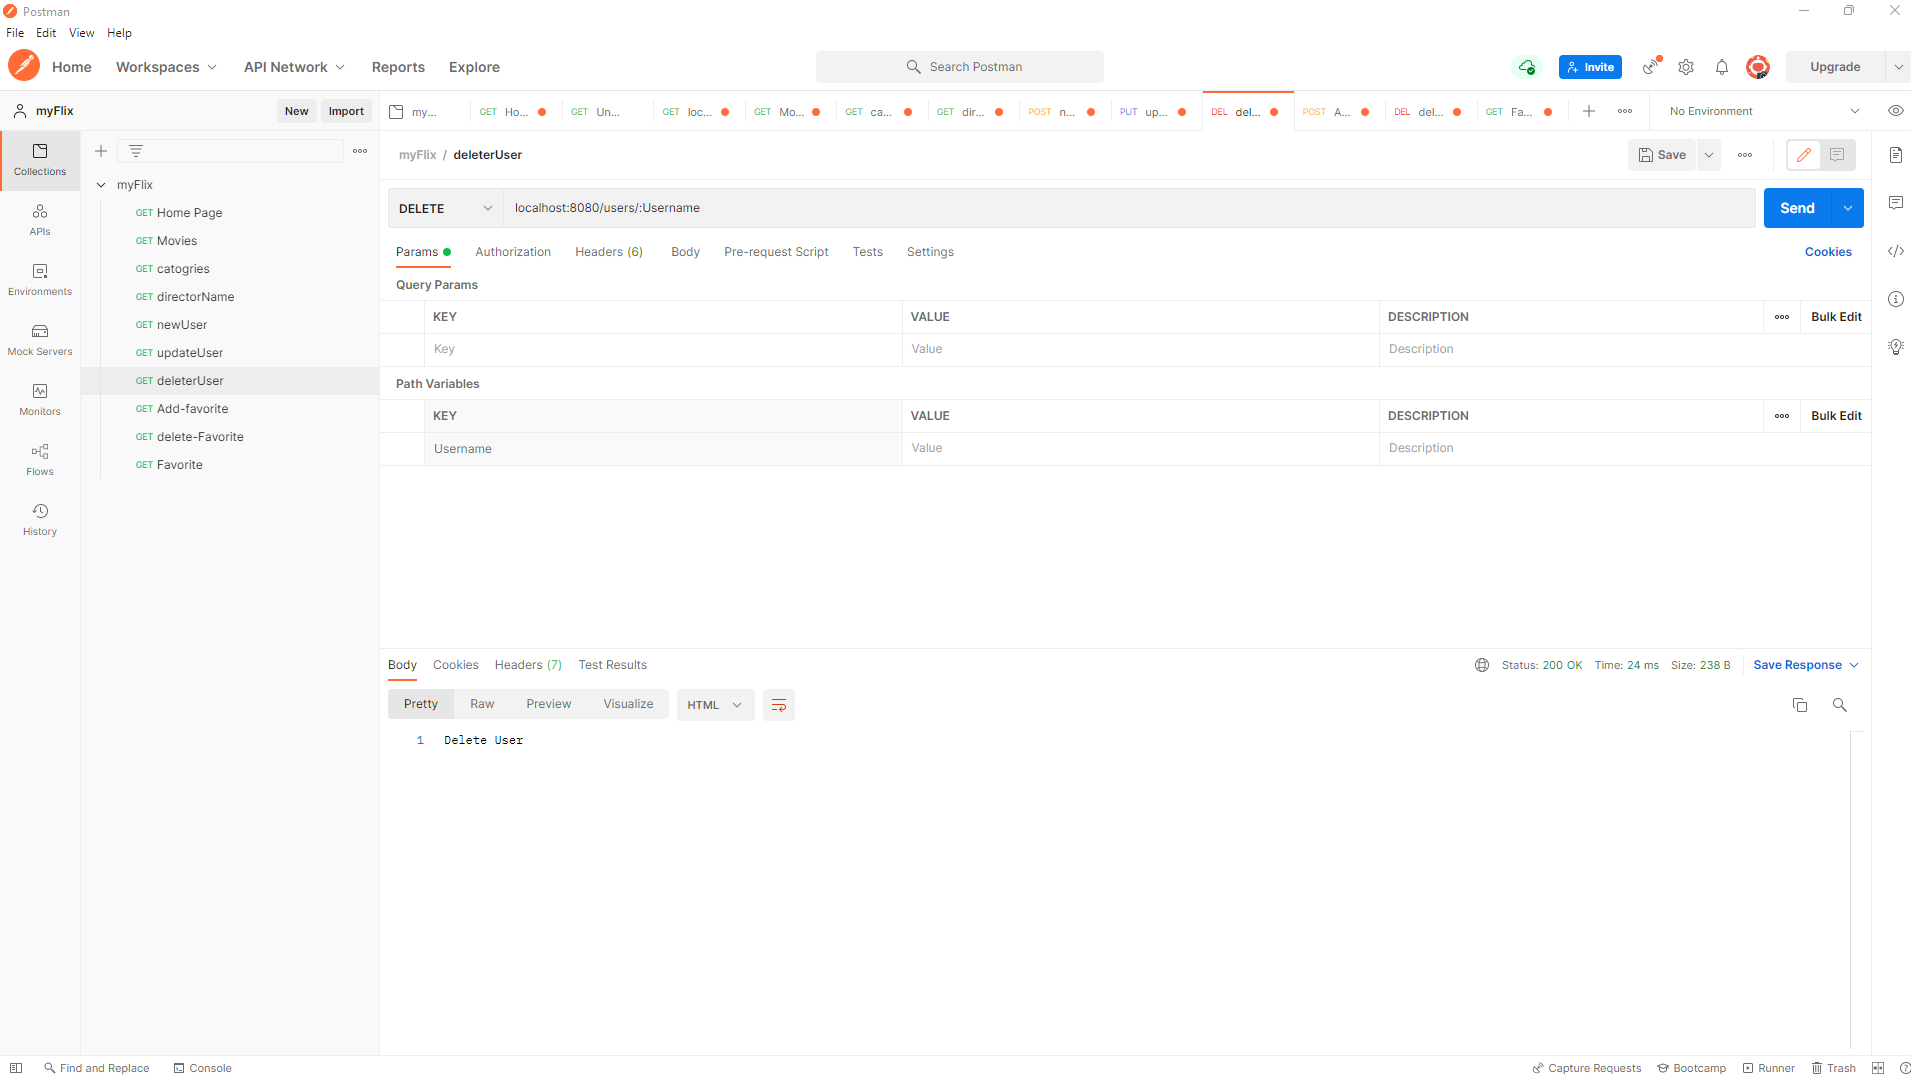 Postman
File Edit View Help
Home Workspaces API Network Reports Explore Search Postman Invite Upgrade
myFlix New Import my... GET Ho... GET Un... GET loc... GET Mo... GET ca... GET dir... POST n... PUT up... DEL del... POST A... DEL del... GET Fa... No Environment
Collections
APIs
Environments
Mock Servers
Monitors
Flows
History
myFlix
GET Home Page
GET Movies
GET catogries
GET directorName
GET newUser
GET updateUser
GET deleterUser
GET Add-favorite
GET delete-Favorite
GET Favorite
myFlix / deleterUser Save
DELETE localhost:8080/users/:Username Send
Params Authorization Headers (6) Body Pre-request Script Tests Settings Cookies
Query Params
KEY VALUE DESCRIPTION Bulk Edit
Key Value Description
Path Variables
KEY VALUE DESCRIPTION Bulk Edit
Username Value Description
Body Cookies Headers (7) Test Results Status: 200 OK Time: 24 ms Size: 238 B Save Response
Pretty Raw Preview Visualize HTML
1 Delete User
Find and Replace Console Capture Requests Bootcamp Runner Trash